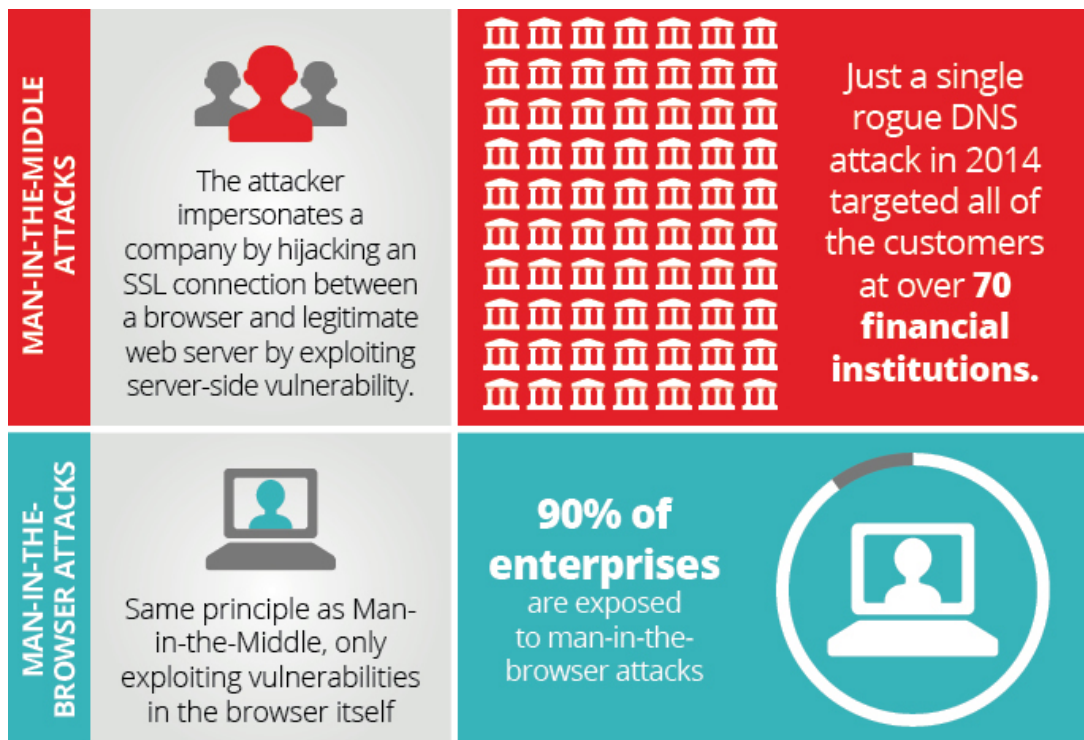 MAN-IN-THE-MIDDLE
ATTACKS
The attacker
impersonates a
company by hijacking an
SSL connection between
a browser and legitimate
web server by exploiting
server-side vulnerability.
Just a single
rogue DNS
attack in 2014
targeted all of
the customers
at over 70
financial
institutions.
MAN-IN-THE-
BROWSER ATTACKS
Same principle as Man-
in-the-Middle, only
exploiting vulnerabilities
in the browser itself
90% of
enterprises
are exposed
to man-in-the-
browser attacks